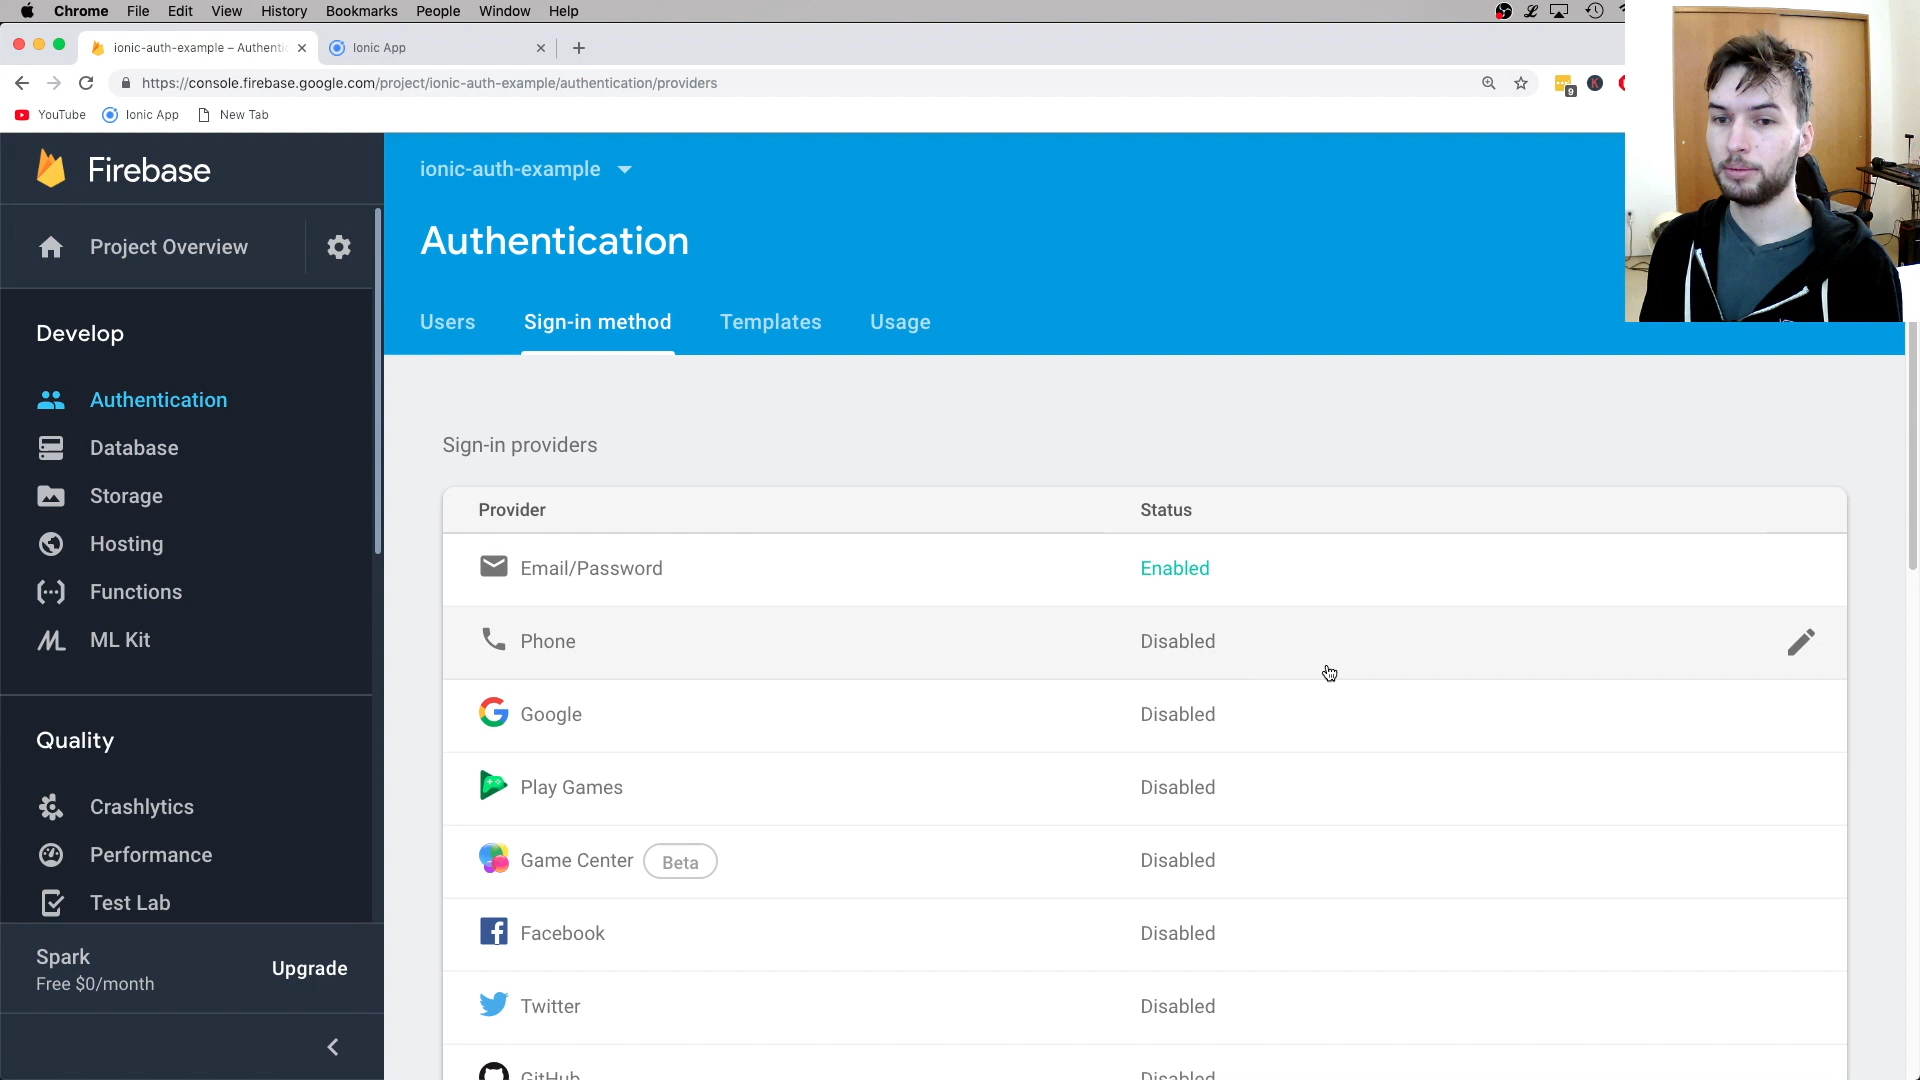 Chrome File Edit View History Bookmarks People Window Help
ionic-auth-example – Authenti
Ionic App
https://console.firebase.google.com/project/ionic-auth-example/authentication/providers
9
K
YouTube
Ionic App
New Tab
Firebase
ionic-auth-example
Project Overview
Authentication
Users
Sign-in method
Templates
Usage
Develop
Authentication
Database
Storage
Hosting
Functions
ML Kit
Quality
Crashlytics
Performance
Test Lab
Spark
Free $0/month
Upgrade
Sign-in providers
Provider Status
Email/Password Enabled
Phone Disabled
Google Disabled
Play Games Disabled
Game Center Beta Disabled
Facebook Disabled
Twitter Disabled
GitHub Disabled